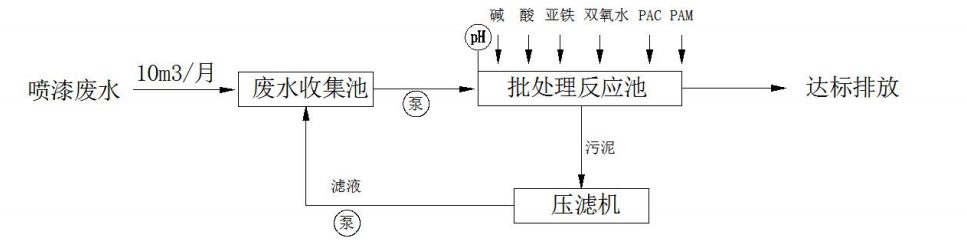 碱 酸 亚铁 双氧水 PAC PAM
pH
喷漆废水 10m3/月 废水收集池 泵 批处理反应池 达标排放
污泥
滤液 泵 压滤机